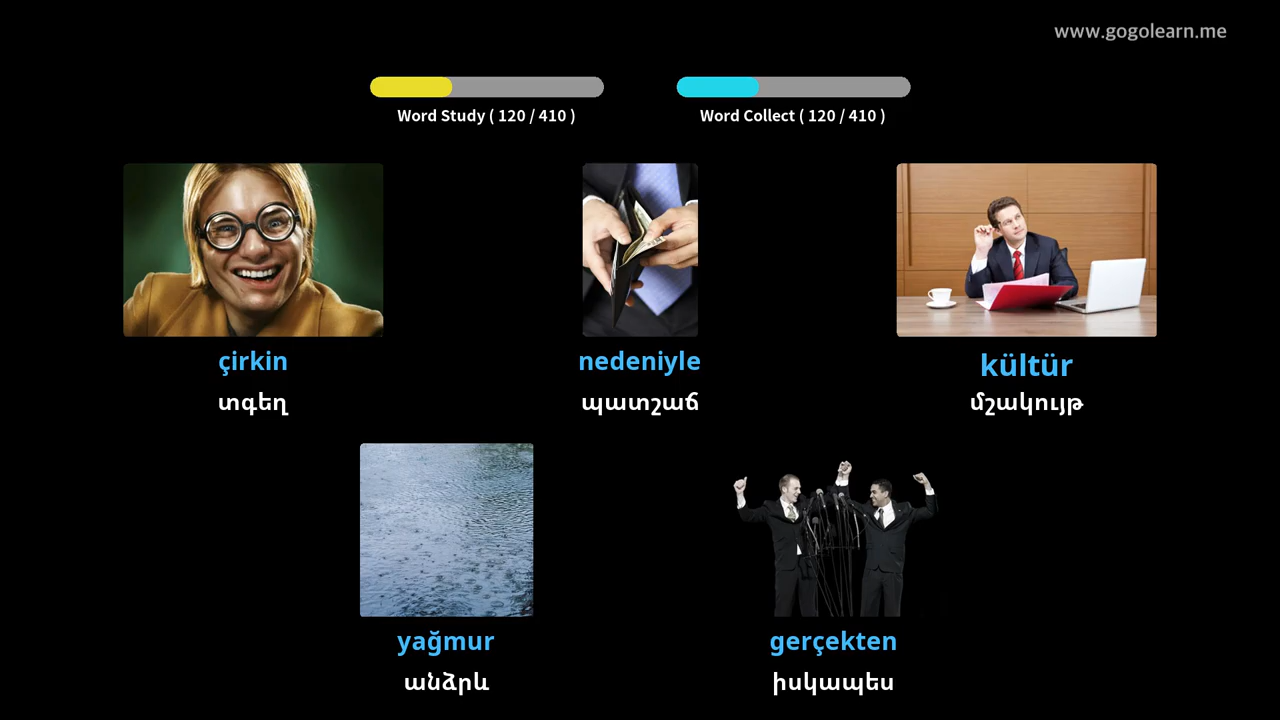 www.gogolearn.me
Word Study ( 120 / 410 )
Word Collect ( 120 / 410 )
çirkin
տգեղ
nedeniyle
պատշաճ
kültür
մշակույթ
yağmur
անձրև
gerçekten
իսկապես